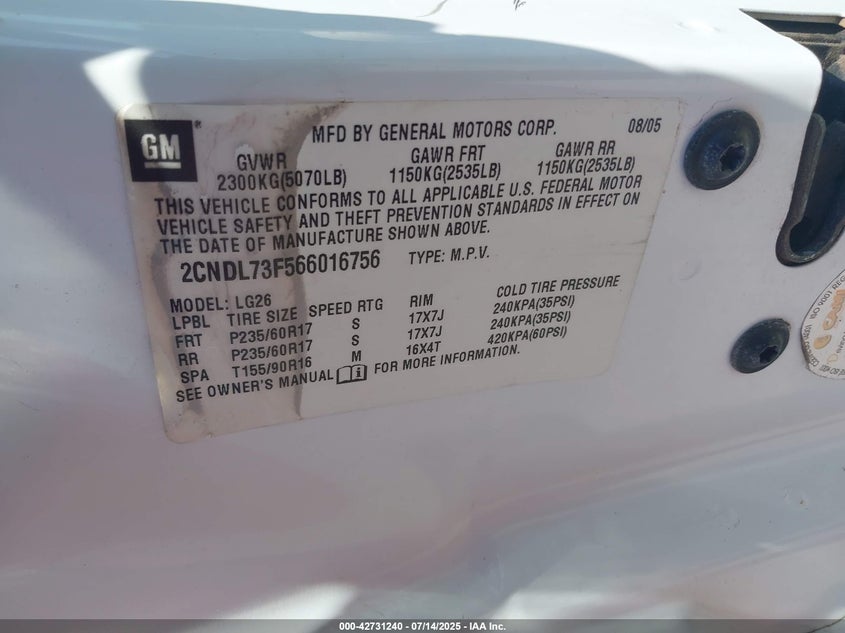 GM
MFD BY GENERAL MOTORS CORP. 08/05
GVWR GAWR FRT GAWR RR
2300KG(5070LB) 1150KG(2535LB) 1150KG(2535LB)
THIS VEHICLE CONFORMS TO ALL APPLICABLE U.S. FEDERAL MOTOR
VEHICLE SAFETY AND THEFT PREVENTION STANDARDS IN EFFECT ON
THE DATE OF MANUFACTURE SHOWN ABOVE.
2CNDL73F566016756 TYPE: M.P.V.
MODEL: LG26
LPBL TIRE SIZE SPEED RTG RIM COLD TIRE PRESSURE
FRT P235/60R17 S 17X7J 240KPA(35PSI)
RR P235/60R17 S 17X7J 240KPA(35PSI)
SPA T155/90R16 M 16X4T 420KPA(60PSI)
SEE OWNER'S MANUAL FOR MORE INFORMATION.
ISO 9001 REG
000-42731240 - 07/14/2025 - IAA Inc.